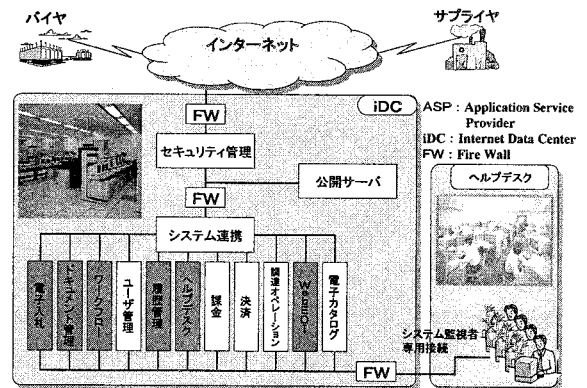 バイヤ
インターネット
サプライヤ
iDC
FW
セキュリティ管理
公開サーバ
FW
システム連携
電子入札
ドキュメント管理
ワークフロー
ユーザ管理
履歴管理
ヘルプデスク
課金
決済
調達オペレーション
WebEDI
電子カタログ
FW
ASP : Application Service
Provider
iDC : Internet Data Center
FW : Fire Wall
ヘルプデスク
システム監視者
専用接続